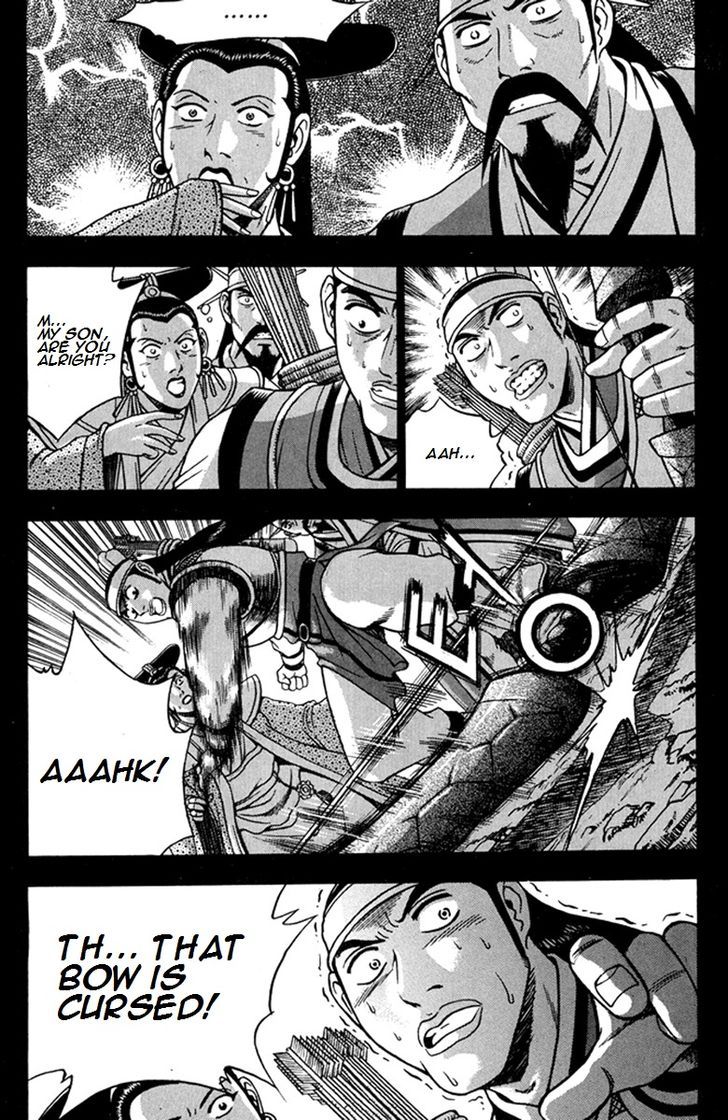 ......
M...
MY SON,
ARE YOU
ALRIGHT?
AAH...
AAAHK!
TH... THAT
BOW IS
CURSED!